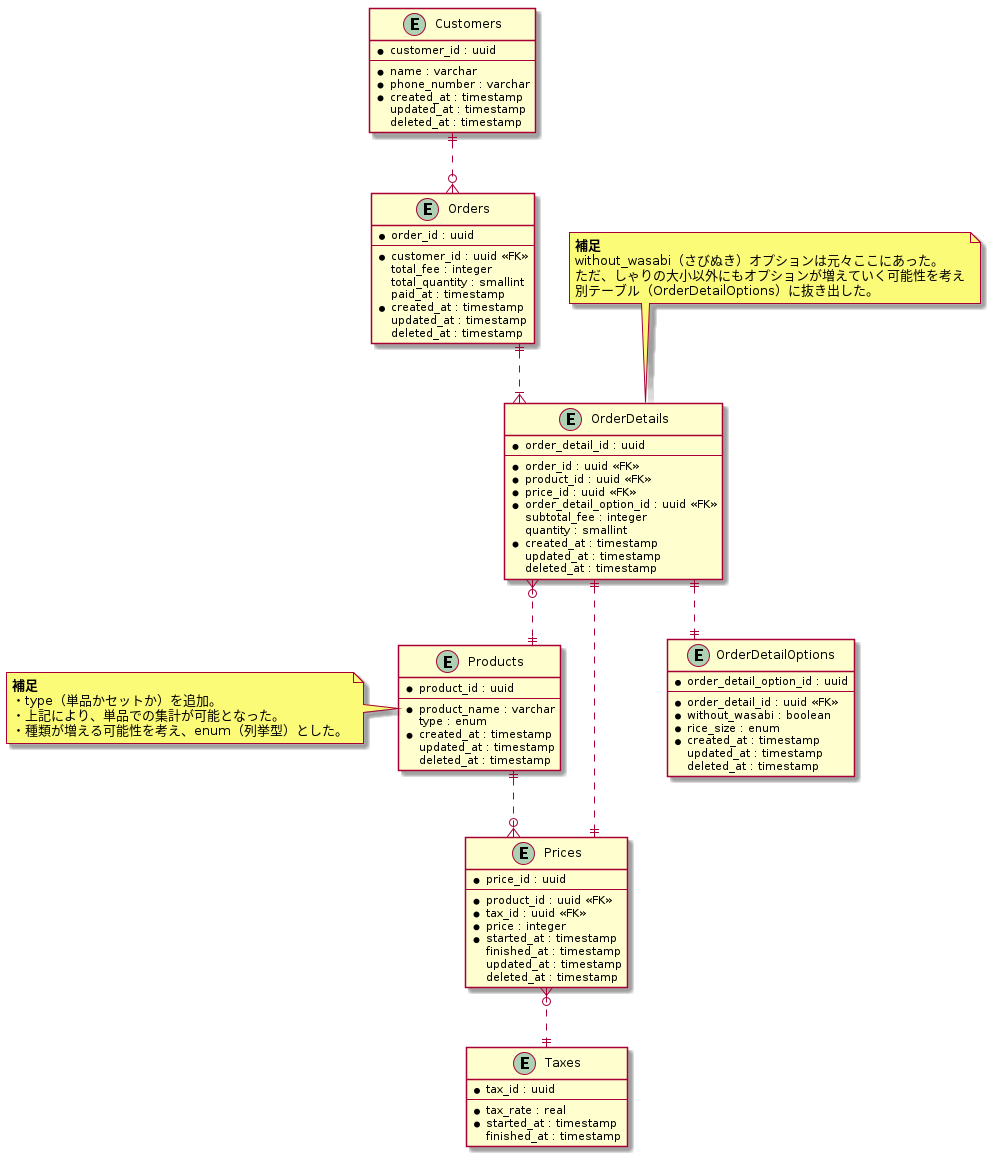 E Customers
customer_id : uuid
name : varchar
phone_number : varchar
created_at : timestamp
updated_at : timestamp
deleted_at : timestamp
E Orders
order_id : uuid
customer_id : uuid «FK»
total_fee : integer
total_quantity : smallint
paid_at : timestamp
created_at : timestamp
updated_at : timestamp
deleted_at : timestamp
補足
without_wasabi（さびぬき）オプションは元々ここにあった。
ただ、しゃりの大小以外にもオプションが増えていく可能性を考え
別テーブル（OrderDetailOptions）に抜き出した。
E OrderDetails
order_detail_id : uuid
order_id : uuid «FK»
product_id : uuid «FK»
price_id : uuid «FK»
order_detail_option_id : uuid «FK»
subtotal_fee : integer
quantity : smallint
created_at : timestamp
updated_at : timestamp
deleted_at : timestamp
補足
・type（単品かセットか）を追加。
・上記により、単品での集計が可能となった。
・種類が増える可能性を考え、enum（列挙型）とした。
E Products
product_id : uuid
product_name : varchar
type : enum
created_at : timestamp
updated_at : timestamp
deleted_at : timestamp
E OrderDetailOptions
order_detail_option_id : uuid
order_detail_id : uuid «FK»
without_wasabi : boolean
rice_size : enum
created_at : timestamp
updated_at : timestamp
deleted_at : timestamp
E Prices
price_id : uuid
product_id : uuid «FK»
tax_id : uuid «FK»
price : integer
started_at : timestamp
finished_at : timestamp
updated_at : timestamp
deleted_at : timestamp
E Taxes
tax_id : uuid
tax_rate : real
started_at : timestamp
finished_at : timestamp